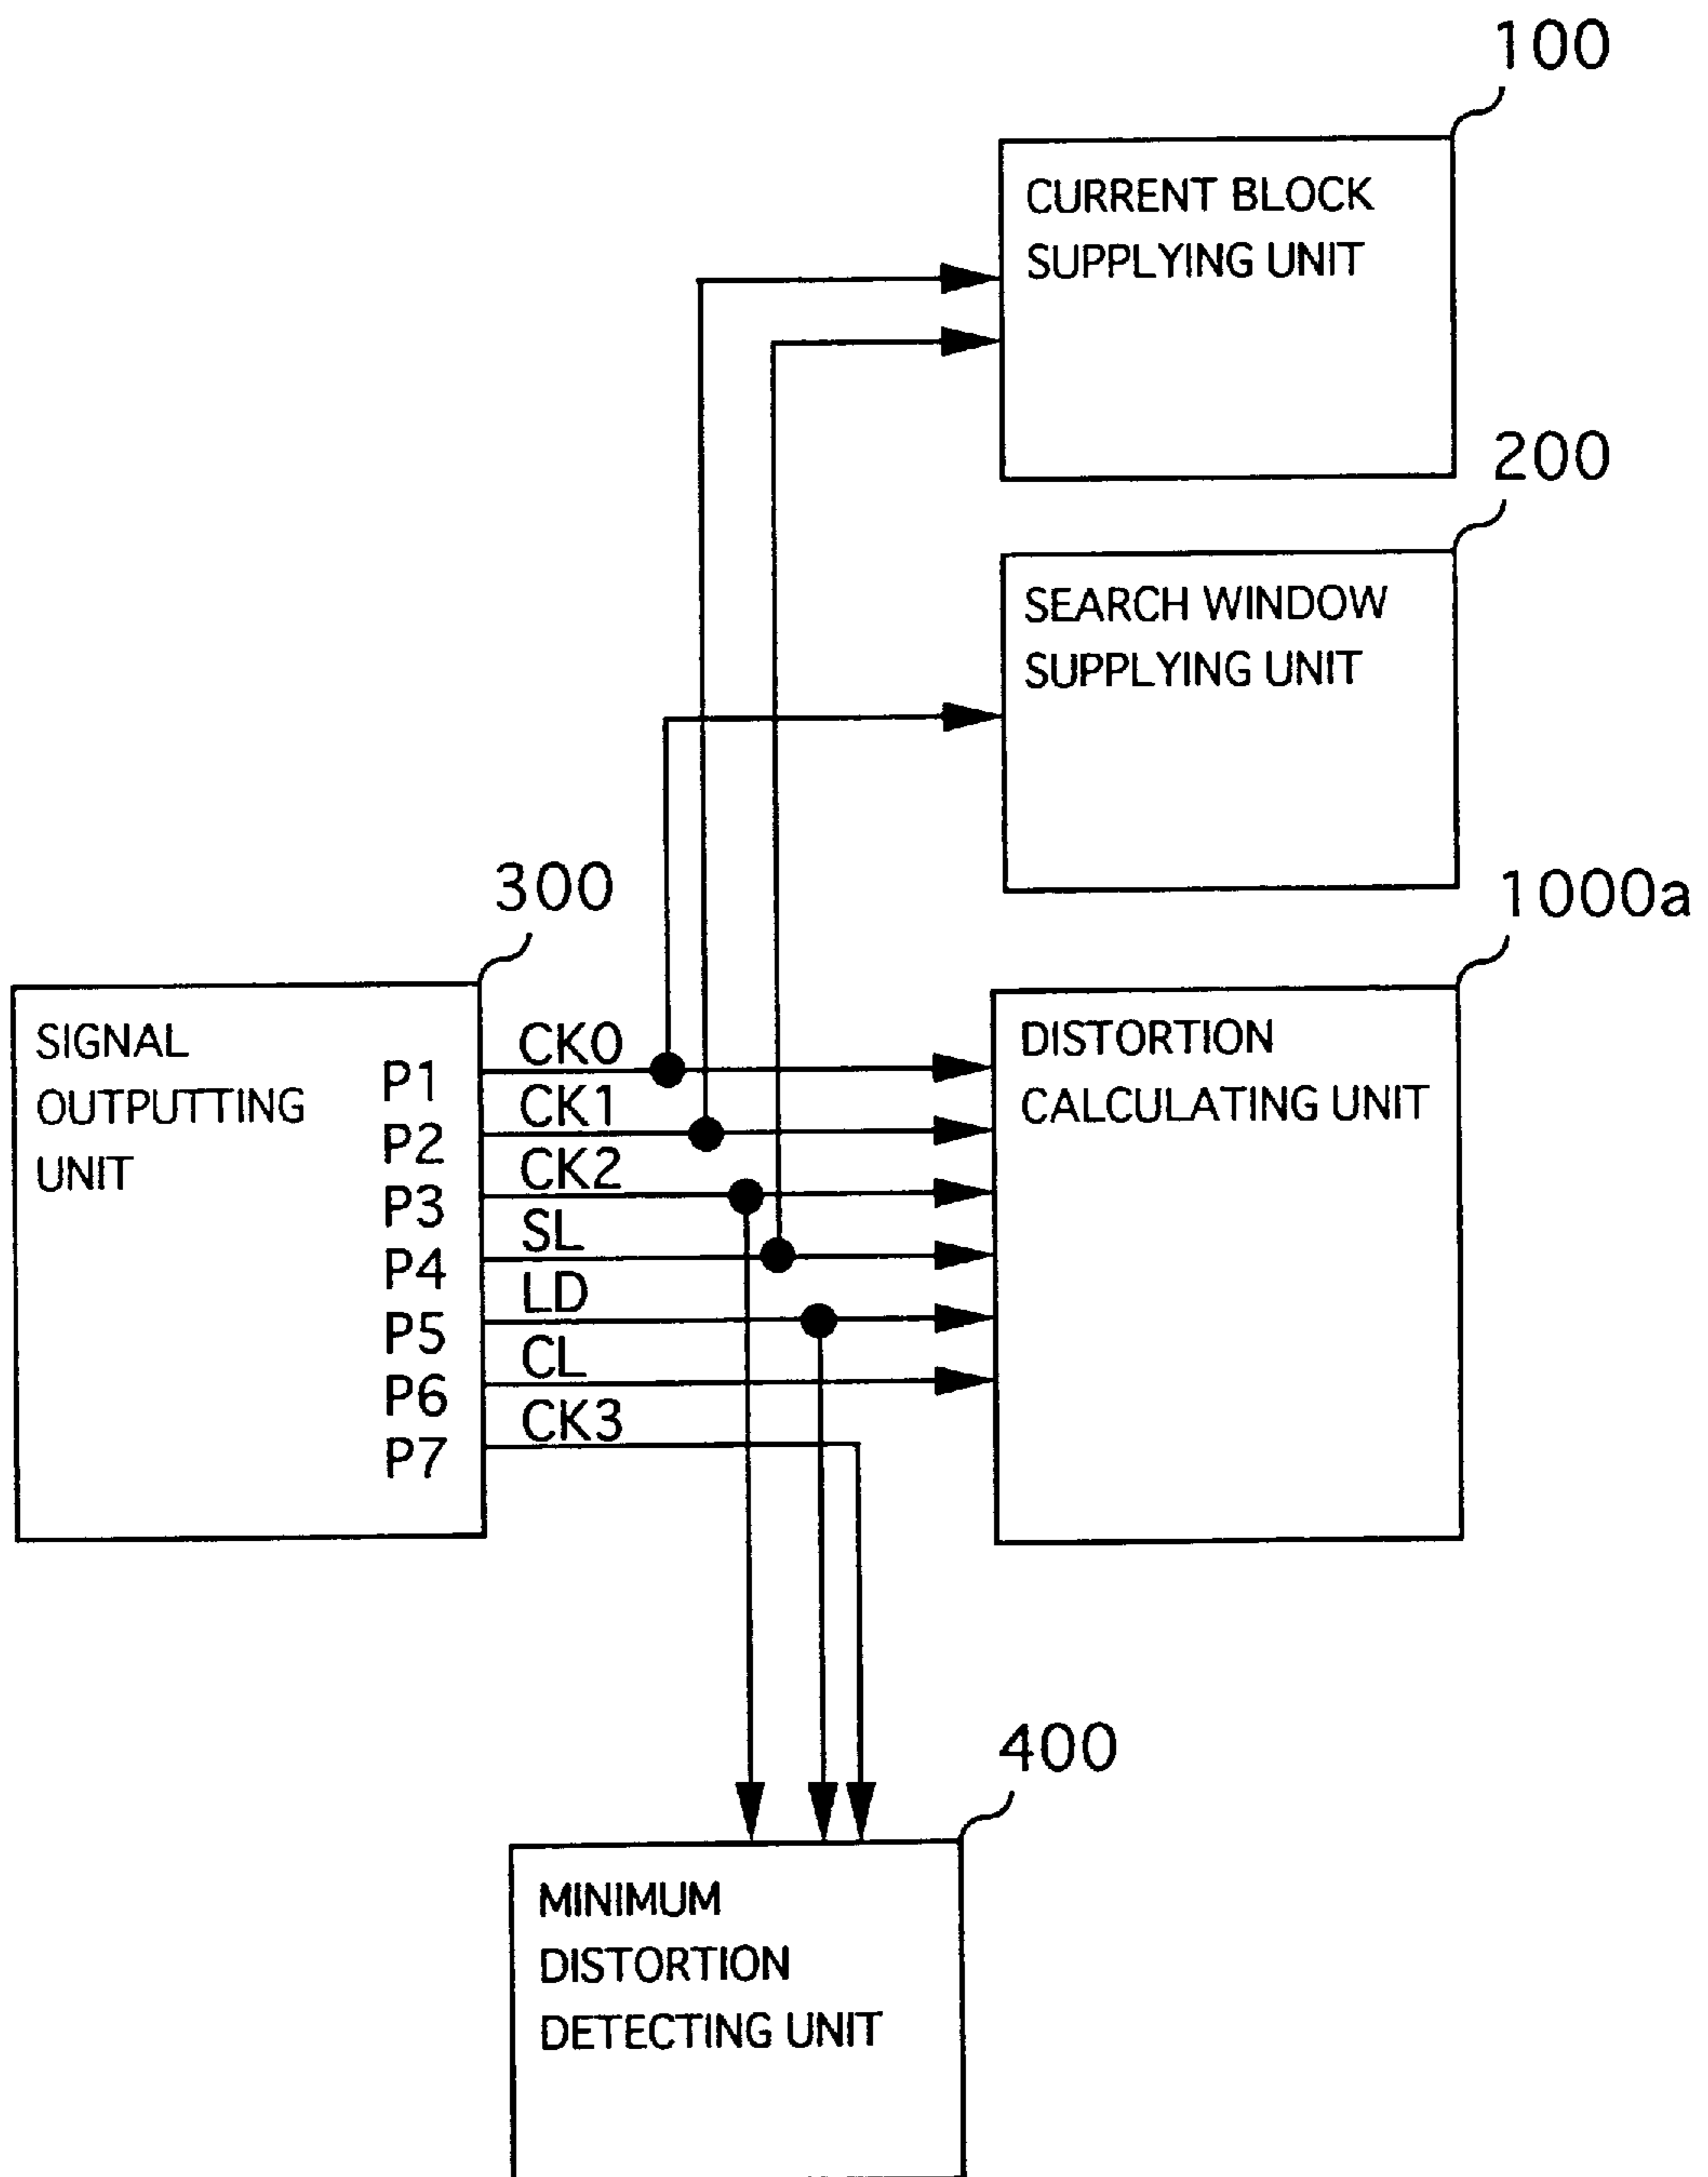 100
CURRENT BLOCK
SUPPLYING UNIT
200
SEARCH WINDOW
SUPPLYING UNIT
300
1000a
SIGNAL
OUTPUTTING
UNIT
P1
P2
P3
P4
P5
P6
P7
CK0
CK1
CK2
SL
LD
CL
CK3
DISTORTION
CALCULATING UNIT
400
MINIMUM
DISTORTION
DETECTING UNIT